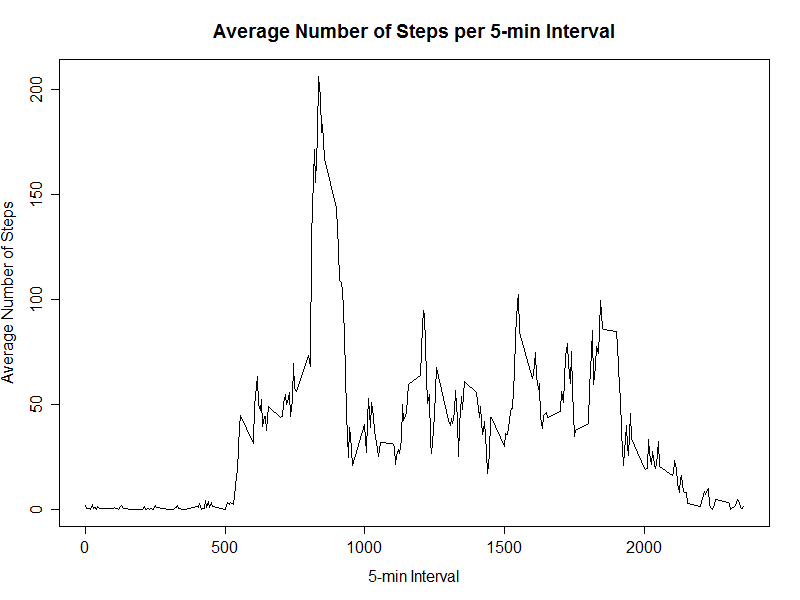 Average Number of Steps per 5-min Interval
Average Number of Steps
200
150
100
50
0
0 500 1000 1500 2000
5-min Interval